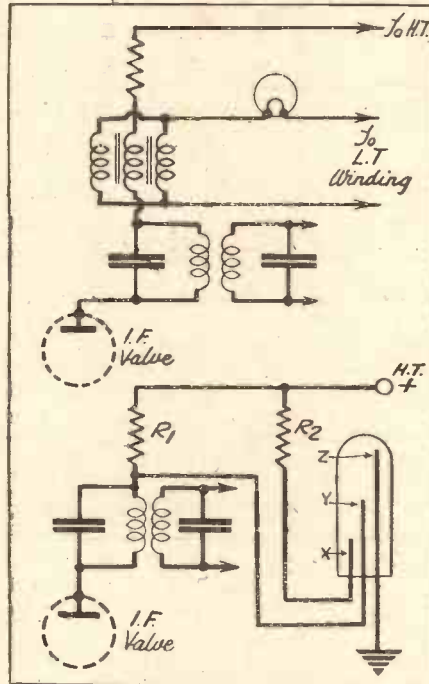 To H.T.
To
L.T
Winding
I.F.
Valve
H.T.
+
R1
R2
Z
Y
X
I.F.
Valve